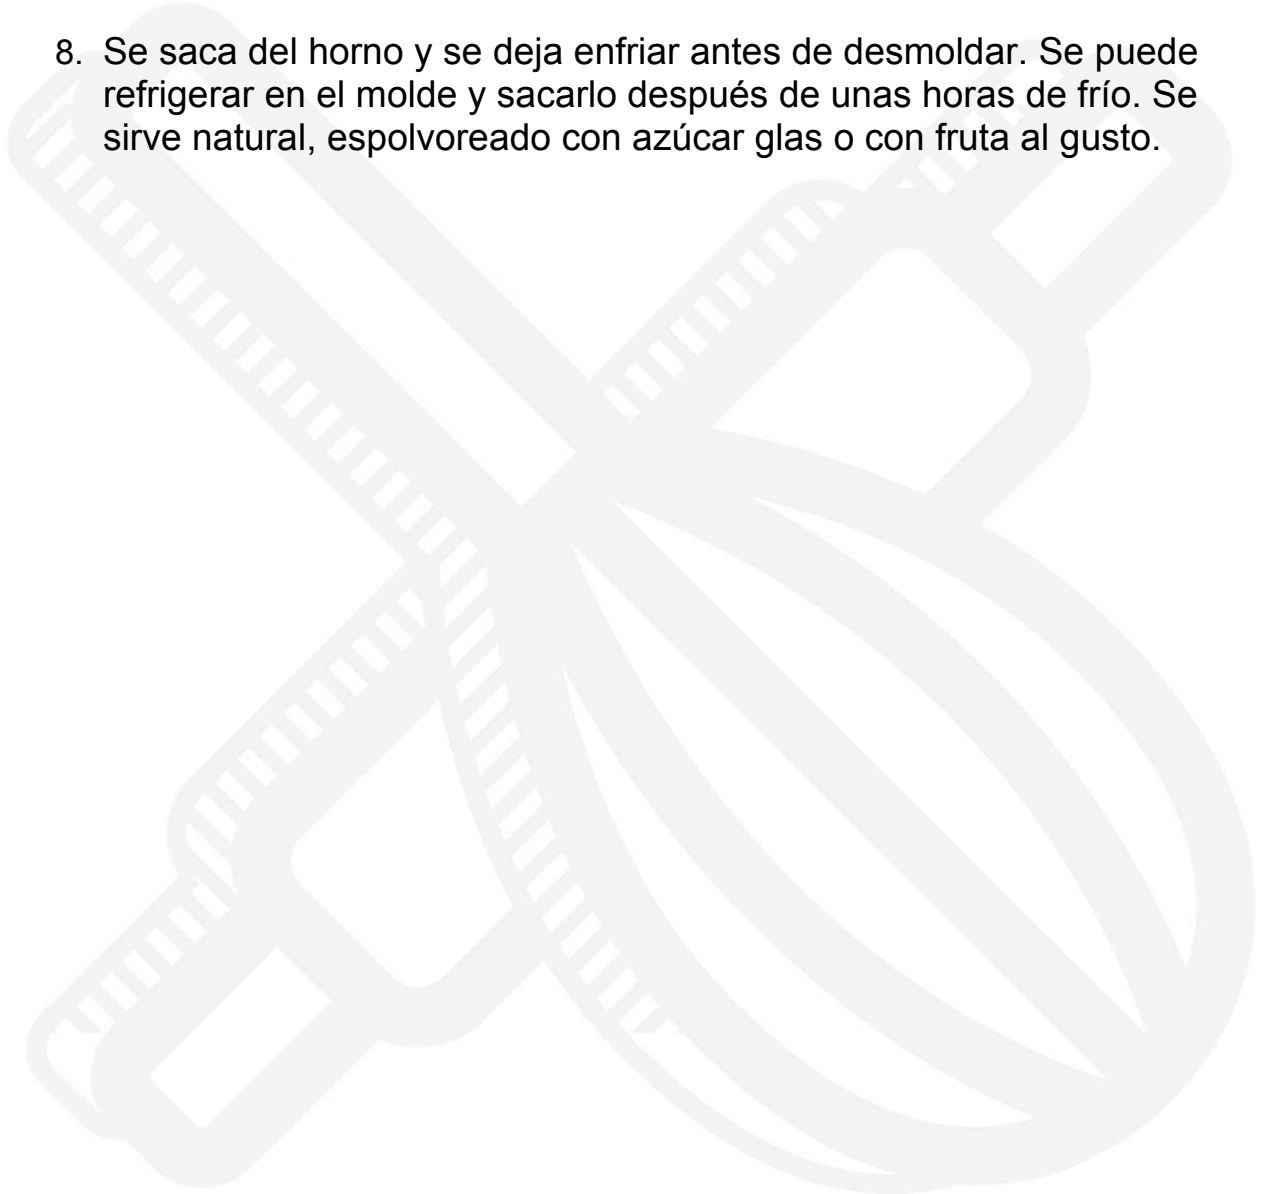 8. Se saca del horno y se deja enfriar antes de desmoldar. Se puede
refrigerar en el molde y sacarlo después de unas horas de frío. Se
sirve natural, espolvoreado con azúcar glas o con fruta al gusto.